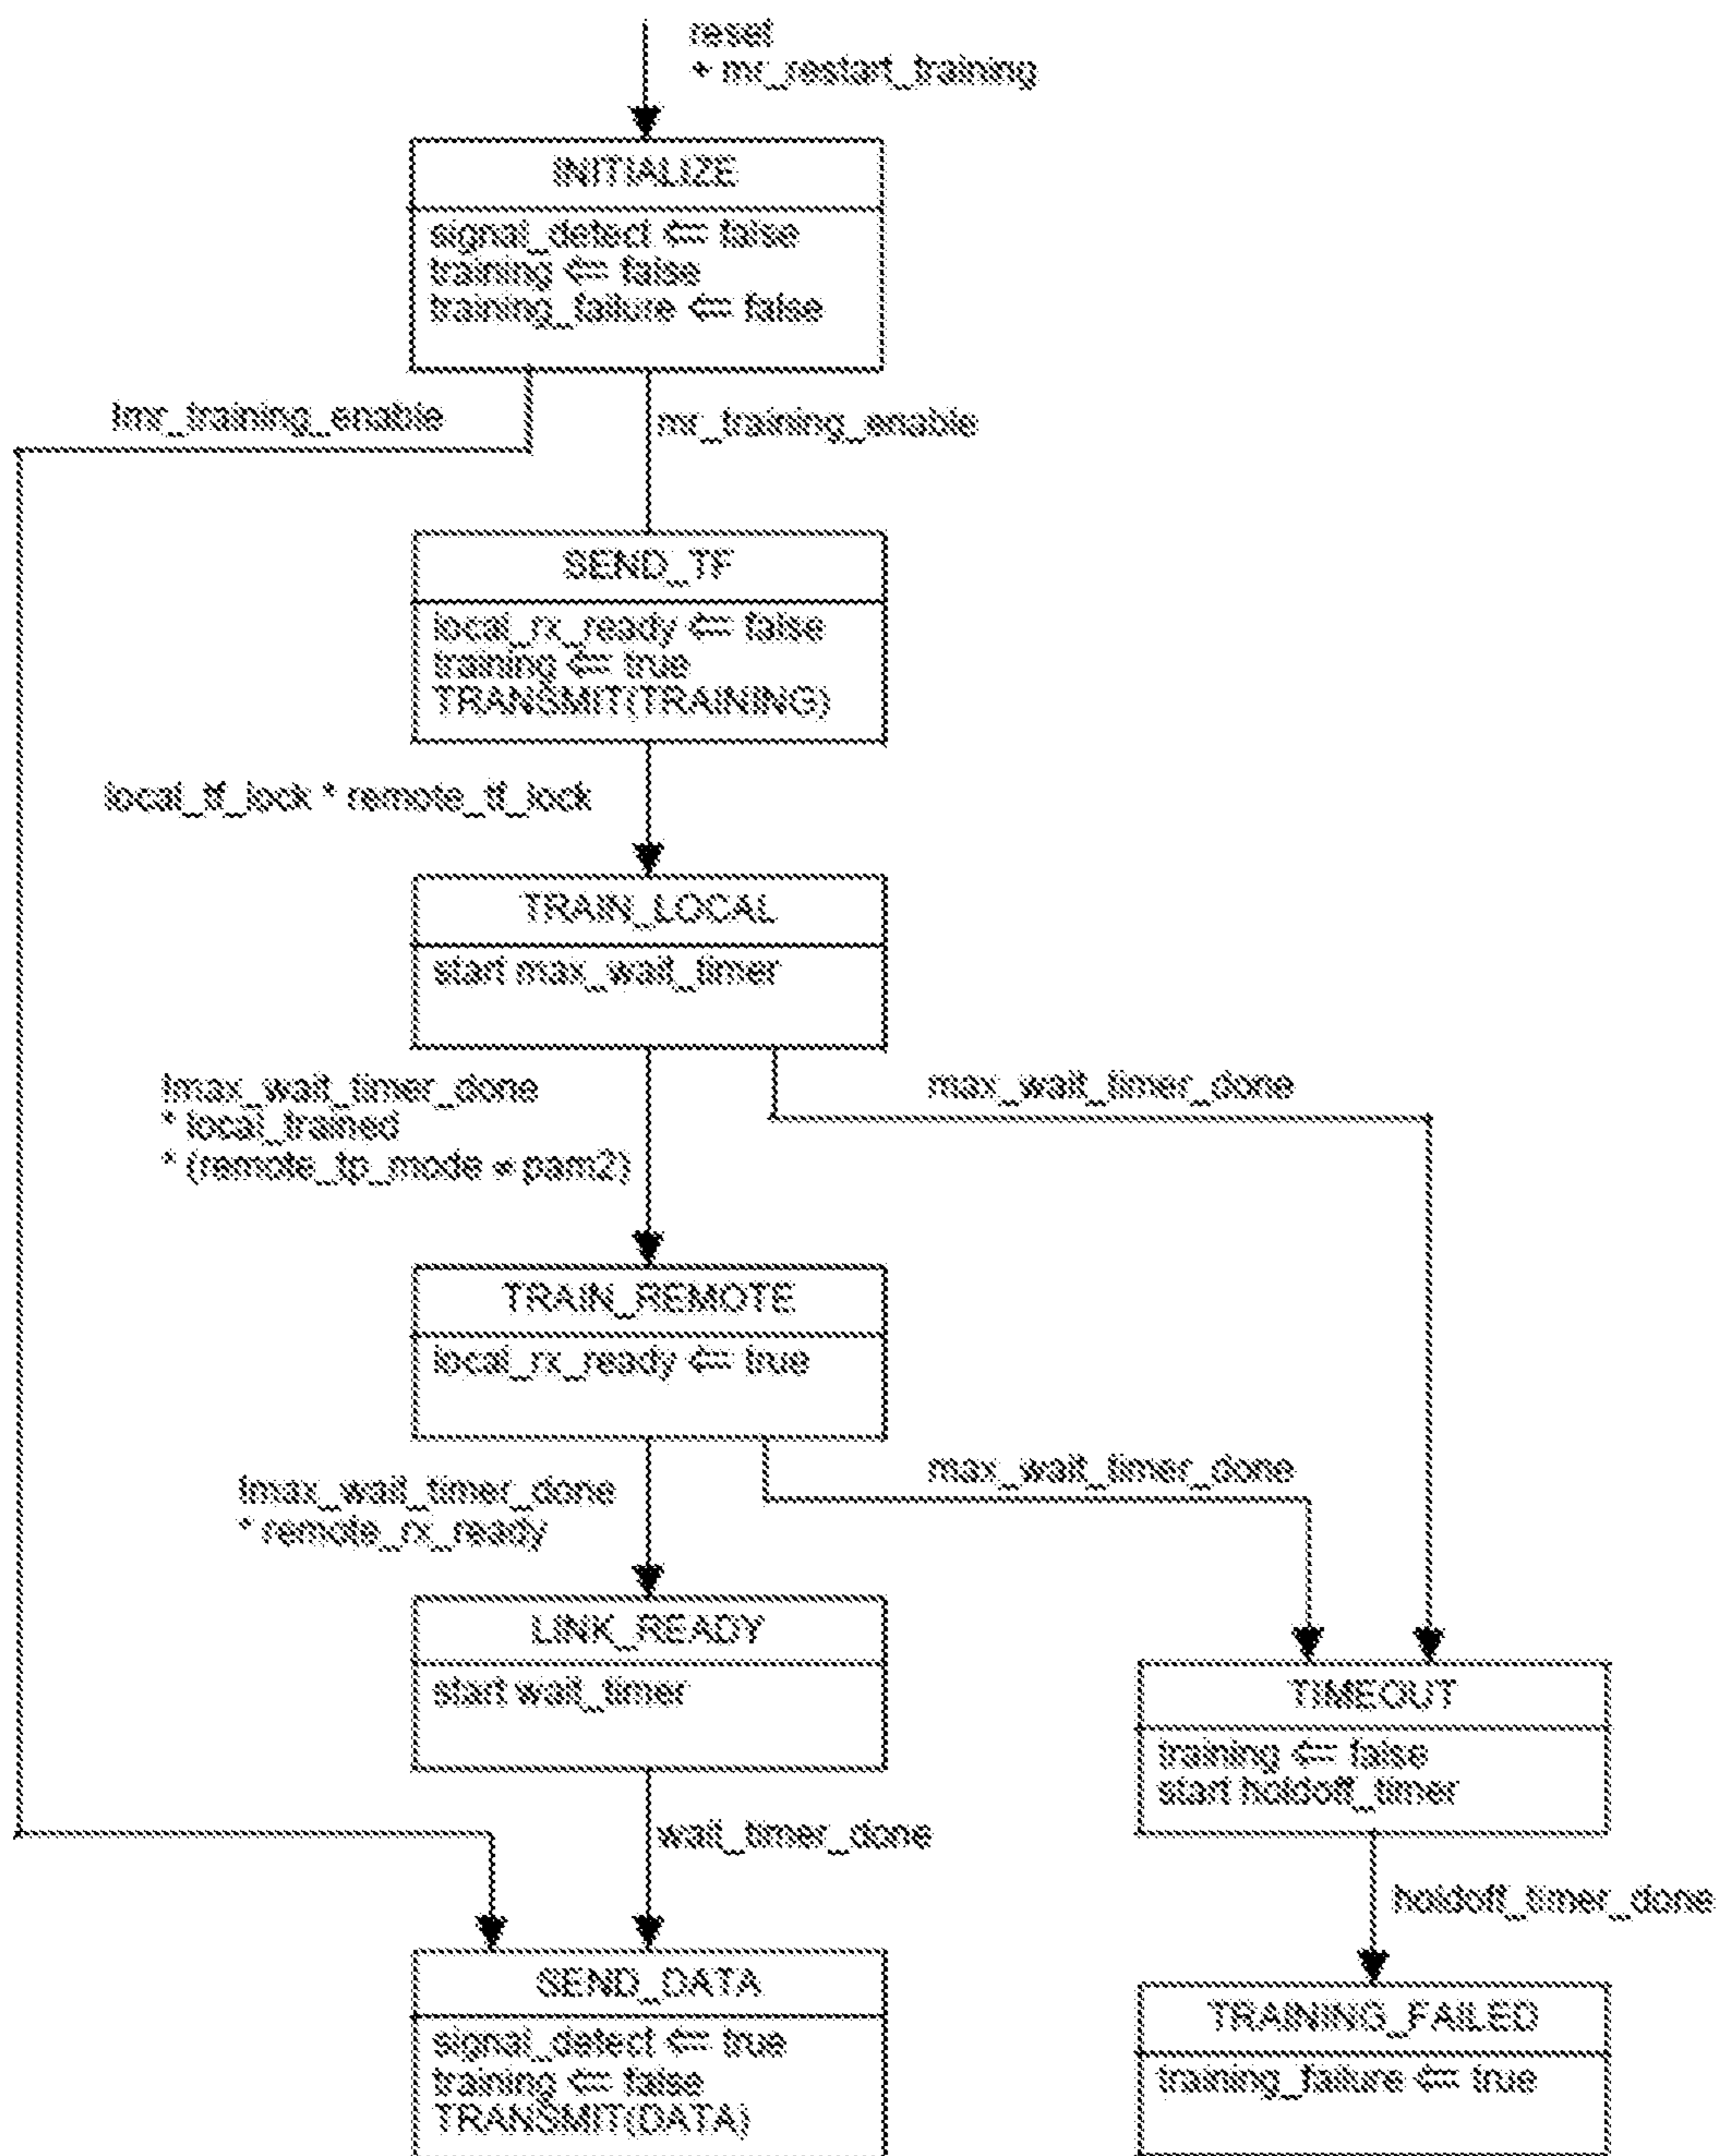 reset
+ mr_restart_training
INITIALIZE
signal_detect ⇐ false
training ⇐ false
training_failure ⇐ false
!mr_training_enable
mr_training_enable
SEND_TF
local_rx_ready ⇐ false
training ⇐ true
TRANSMIT(TRAINING)
local_tf_lock * remote_tf_lock
TRAIN_LOCAL
start max_wait_timer
!max_wait_timer_done
* local_trained
* (remote_tp_mode ≠ pam2)
max_wait_timer_done
TRAIN_REMOTE
local_rx_ready ⇐ true
!max_wait_timer_done
* remote_rx_ready
max_wait_timer_done
LINK_READY
start wait_timer
TIMEOUT
training ⇐ false
start holdoff_timer
wait_timer_done
holdoff_timer_done
SEND_DATA
signal_detect ⇐ true
training ⇐ false
TRANSMIT(DATA)
TRAINING_FAILED
training_failure ⇐ true